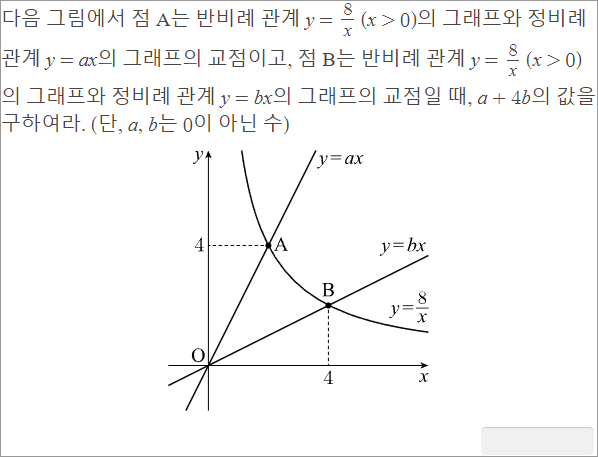 다음 그림에서 점 A는 반비례 관계 y = 8/x (x > 0)의 그래프와 정비례
관계 y = ax의 그래프의 교점이고, 점 B는 반비례 관계 y = 8/x (x > 0)
의 그래프와 정비례 관계 y = bx의 그래프의 교점일 때, a + 4b의 값을
구하여라. (단, a, b는 0이 아닌 수)
y
y=ax
4
A
y=bx
B
y=8/x
O
4
x